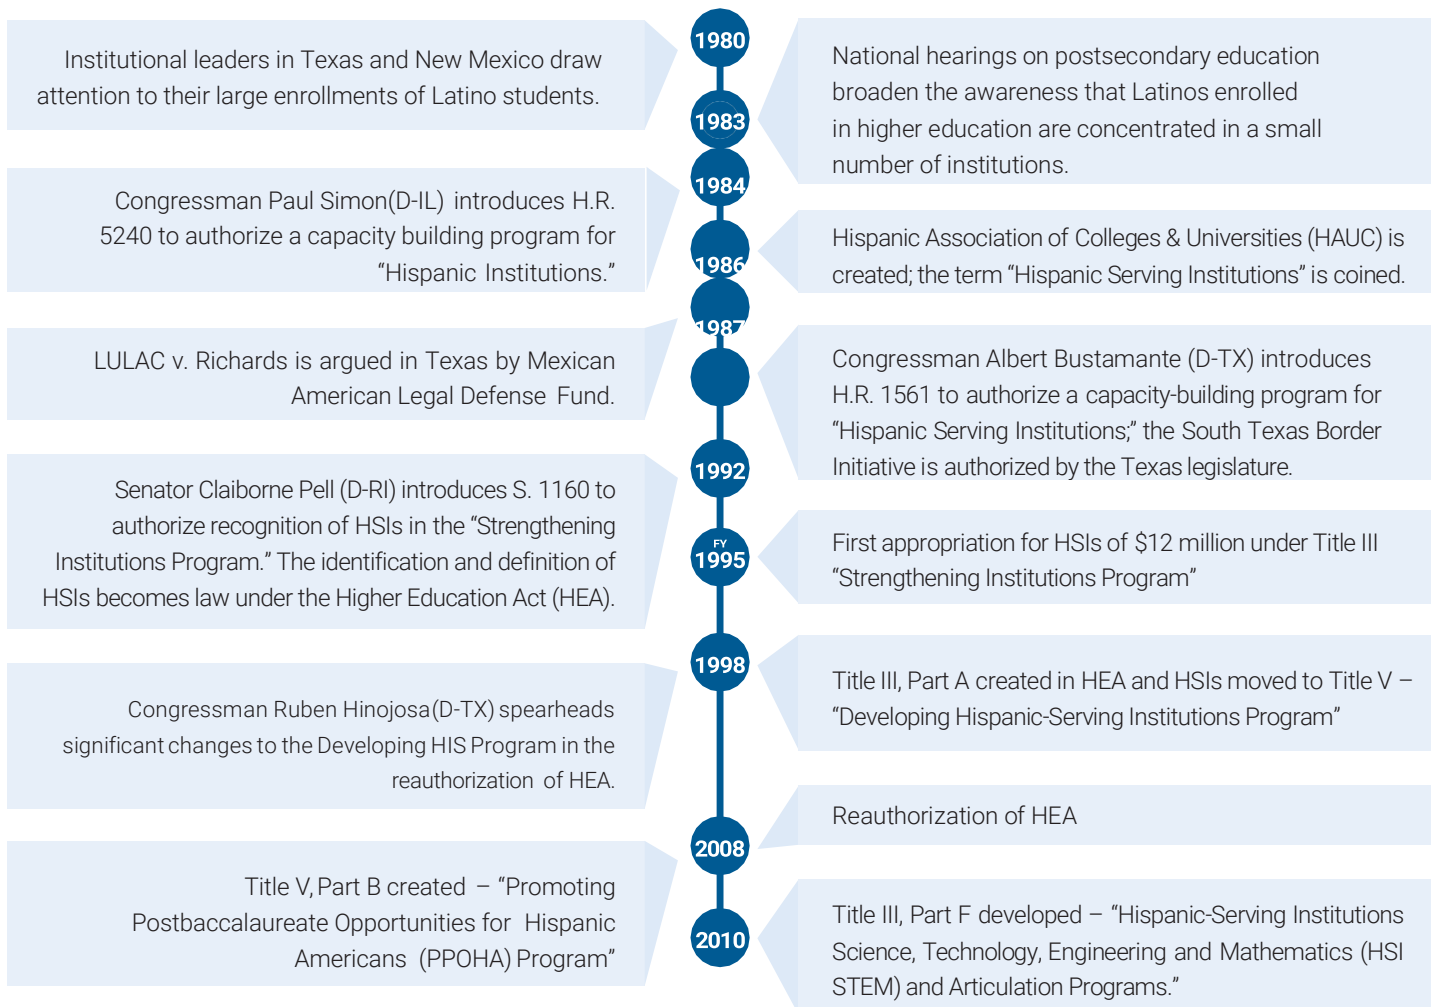 1980
Institutional leaders in Texas and New Mexico draw
attention to their large enrollments of Latino students.
1983
National hearings on postsecondary education
broaden the awareness that Latinos enrolled
in higher education are concentrated in a small
number of institutions.
1984
Congressman Paul Simon(D-IL) introduces H.R.
5240 to authorize a capacity building program for
“Hispanic Institutions.”
1986
Hispanic Association of Colleges & Universities (HAUC) is
created; the term “Hispanic Serving Institutions” is coined.
1987
LULAC v. Richards is argued in Texas by Mexican
American Legal Defense Fund.
Congressman Albert Bustamante (D-TX) introduces
H.R. 1561 to authorize a capacity-building program for
“Hispanic Serving Institutions;” the South Texas Border
Initiative is authorized by the Texas legislature.
1992
Senator Claiborne Pell (D-RI) introduces S. 1160 to
authorize recognition of HSIs in the “Strengthening
Institutions Program.” The identification and definition of
HSIs becomes law under the Higher Education Act (HEA).
FY
1995
First appropriation for HSIs of $12 million under Title III
“Strengthening Institutions Program”
1998
Congressman Ruben Hinojosa(D-TX) spearheads
significant changes to the Developing HIS Program in the
reauthorization of HEA.
Title III, Part A created in HEA and HSIs moved to Title V –
“Developing Hispanic-Serving Institutions Program”
2008
Reauthorization of HEA
Title V, Part B created – “Promoting
Postbaccalaureate Opportunities for Hispanic
Americans (PPOHA) Program”
2010
Title III, Part F developed – “Hispanic-Serving Institutions
Science, Technology, Engineering and Mathematics (HSI
STEM) and Articulation Programs.”